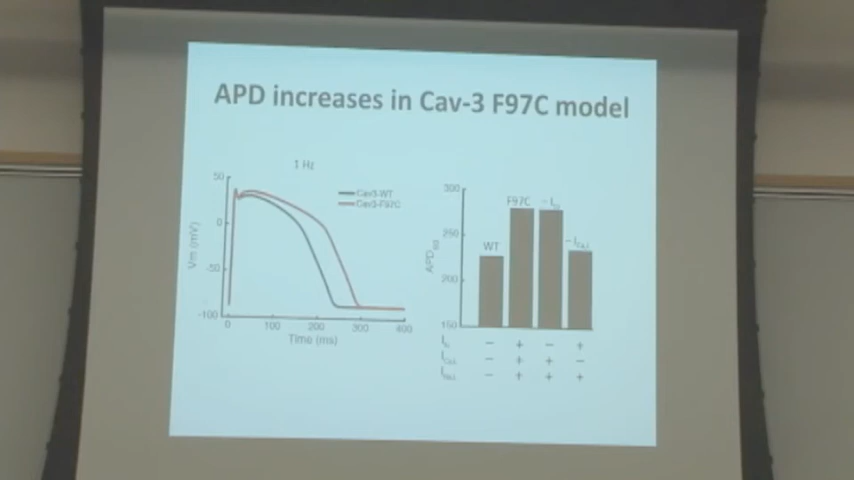 APD increases in Cav-3 F97C model
1 Hz
Cav3-WT
Cav3-F97C
Vm (mV)
50
0
-50
-100
0 100 200 300 400
Time (ms)
APD
300
250
200
150
WT
F97C
- I
- I
I - + - +
I - + + -
I - + + +